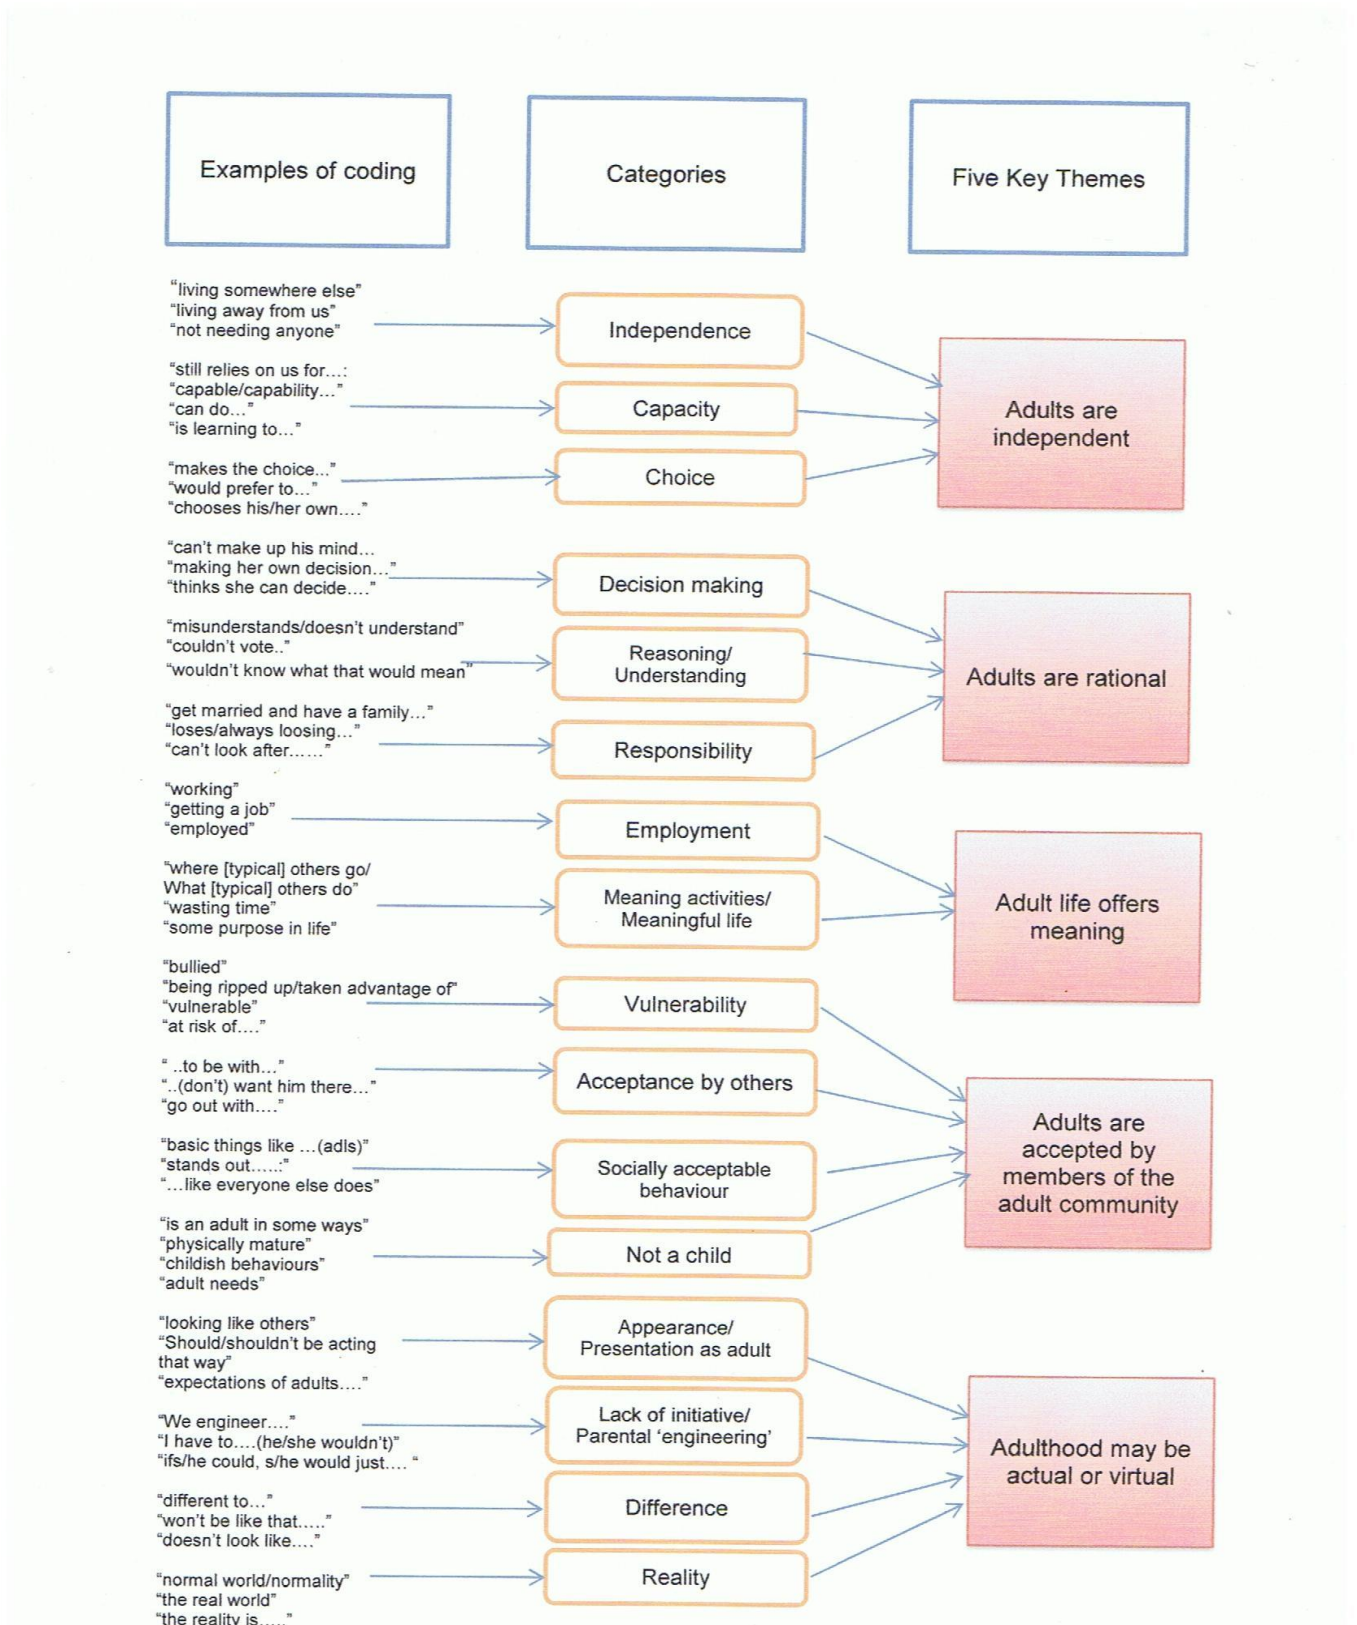 Examples of coding
Categories
Five Key Themes
“living somewhere else”
“living away from us”
“not needing anyone”
Independence
“still relies on us for…:
“capable/capability…”
“can do…”
“is learning to…”
Capacity
“makes the choice…”
“would prefer to…”
“chooses his/her own….”
Choice
Adults are
independent
“can’t make up his mind…
“making her own decision…”
“thinks she can decide….”
Decision making
“misunderstands/doesn’t understand”
“couldn’t vote..”
“wouldn’t know what that would mean”
Reasoning/
Understanding
“get married and have a family…”
“loses/always loosing…”
“can’t look after……”
Responsibility
Adults are rational
“working”
“getting a job”
“employed”
Employment
“where [typical] others go/
What [typical] others do”
“wasting time”
“some purpose in life”
Meaning activities/
Meaningful life
Adult life offers
meaning
“bullied”
“being ripped up/taken advantage of”
“vulnerable”
“at risk of….”
Vulnerability
“ ..to be with…”
“..(don’t) want him there…”
“go out with….”
Acceptance by others
“basic things like …(adls)”
“stands out…..:”
“…like everyone else does”
Socially acceptable
behaviour
“is an adult in some ways”
“physically mature”
“childish behaviours”
“adult needs”
Not a child
Adults are
accepted by
members of the
adult community
“looking like others”
“Should/shouldn’t be acting
that way”
“expectations of adults….”
Appearance/
Presentation as adult
“We engineer….”
“I have to….(he/she wouldn’t)”
“ifs/he could, s/he would just…. “
Lack of initiative/
Parental ‘engineering’
“different to…”
“won’t be like that…..”
“doesn’t look like….”
Difference
“normal world/normality”
“the real world”
“the reality is…..”
Reality
Adulthood may be
actual or virtual